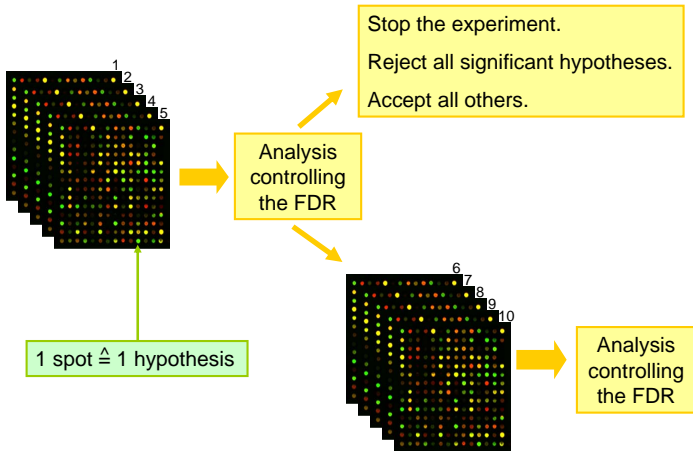 Stop the experiment.
Reject all significant hypotheses.
Accept all others.
1
2
3
4
5
Analysis
controlling
the FDR
1 spot ≙ 1 hypothesis
6
7
8
9
10
Analysis
controlling
the FDR